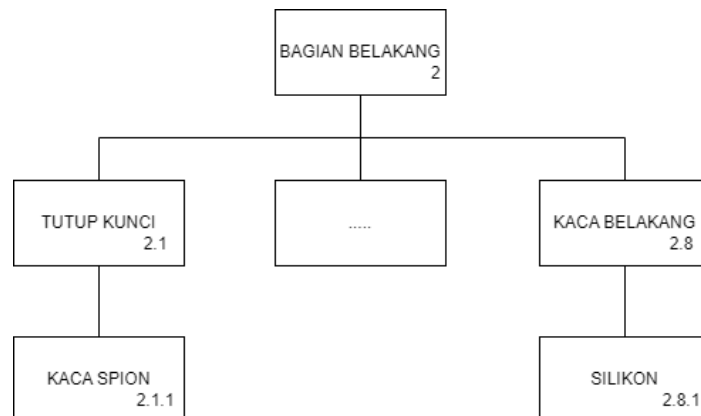 BAGIAN BELAKANG
2
TUTUP KUNCI
2.1
.....
KACA BELAKANG
2.8
KACA SPION
2.1.1
SILIKON
2.8.1